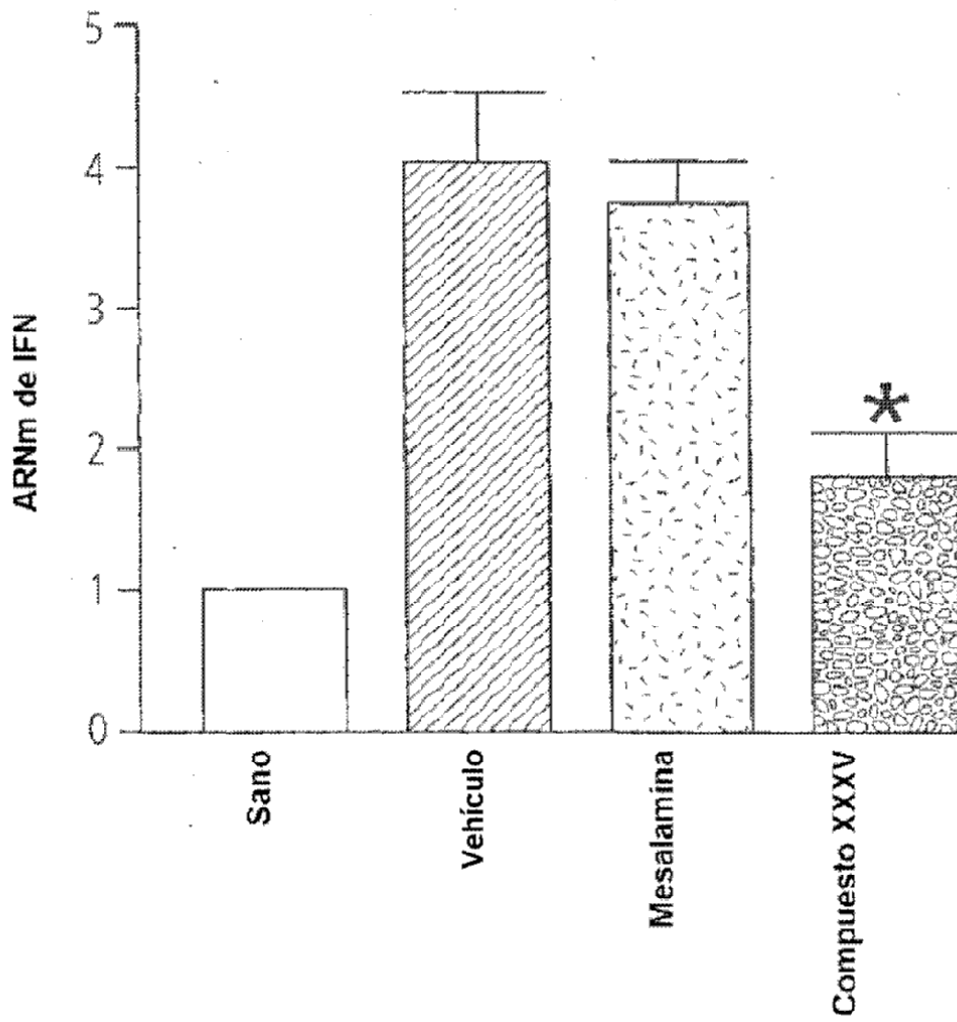 5
4
3
2
1
0
ARNm de IFN
*
Sano
Vehículo
Mesalamina
Compuesto XXXV